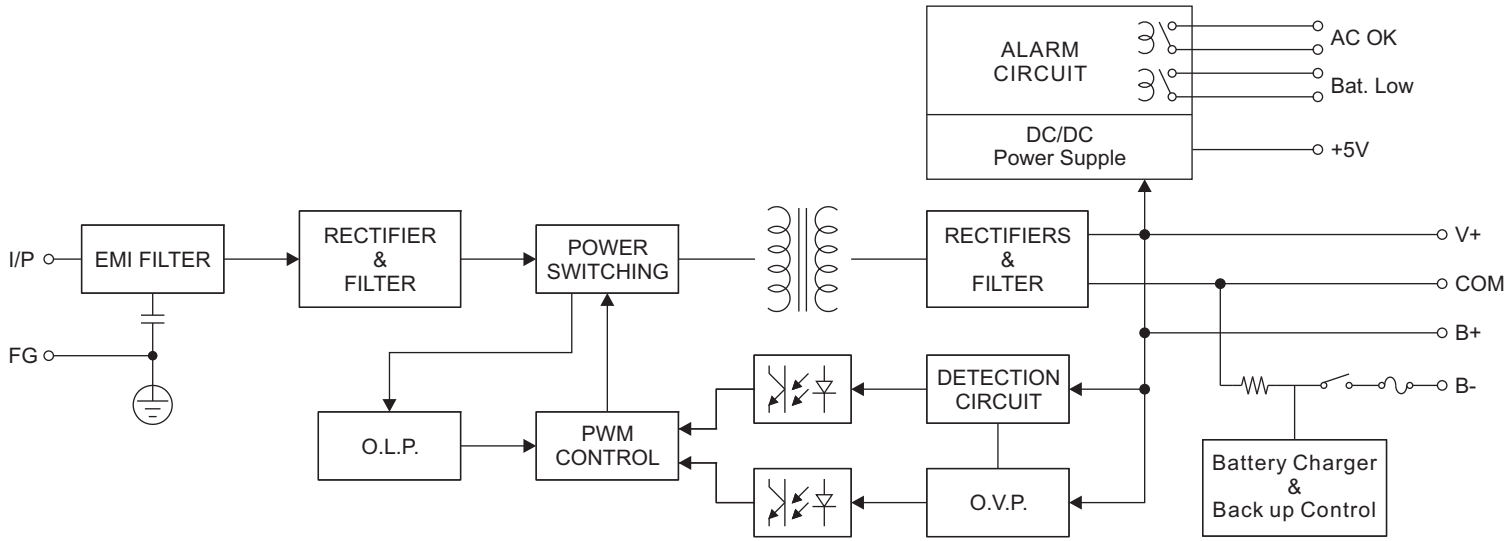 ALARM
CIRCUIT
AC OK
Bat. Low
DC/DC
Power Supple
+5V
I/P
EMI FILTER
RECTIFIER
&
FILTER
POWER
SWITCHING
RECTIFIERS
&
FILTER
V+
COM
B+
B-
FG
O.L.P.
PWM
CONTROL
DETECTION
CIRCUIT
O.V.P.
Battery Charger
&
Back up Control